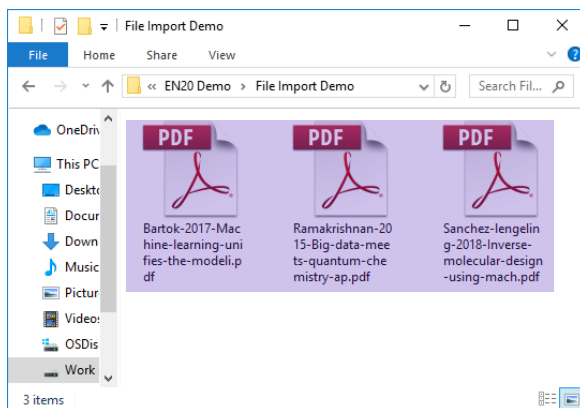 File Import Demo
File
Home
Share
View
?
« EN20 Demo > File Import Demo
Search Fil...
OneDriv
This PC
Deskto
Docur
Down
Music
Pictur
Video:
OSDis
Work
PDF
PDF
PDF
Bartok-2017-Mac
hine-learning-uni
fies-the-modeli.p
df
Ramakrishnan-20
15-Big-data-mee
ts-quantum-che
mistry-ap.pdf
Sanchez-lengelin
g-2018-Inverse-
molecular-design
-using-mach.pdf
3 items